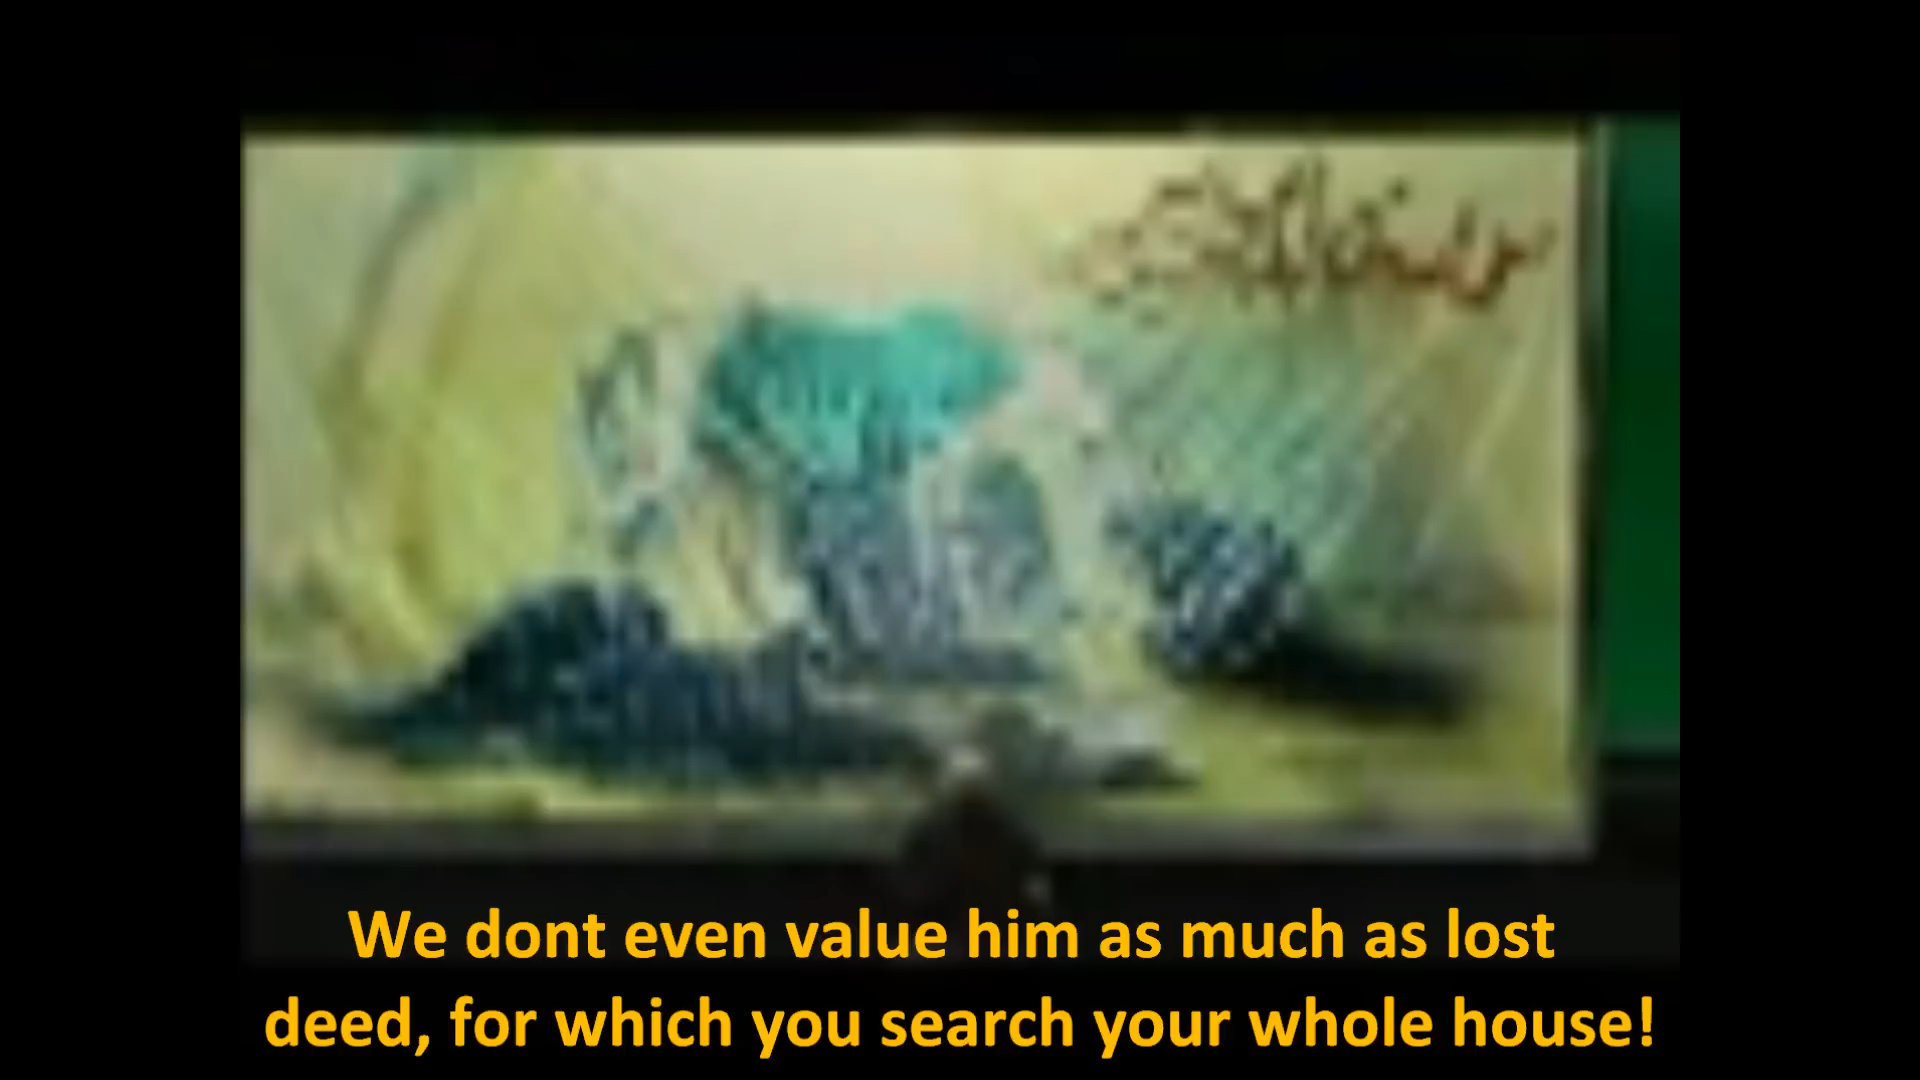 We dont even value him as much as lost
deed, for which you search your whole house!